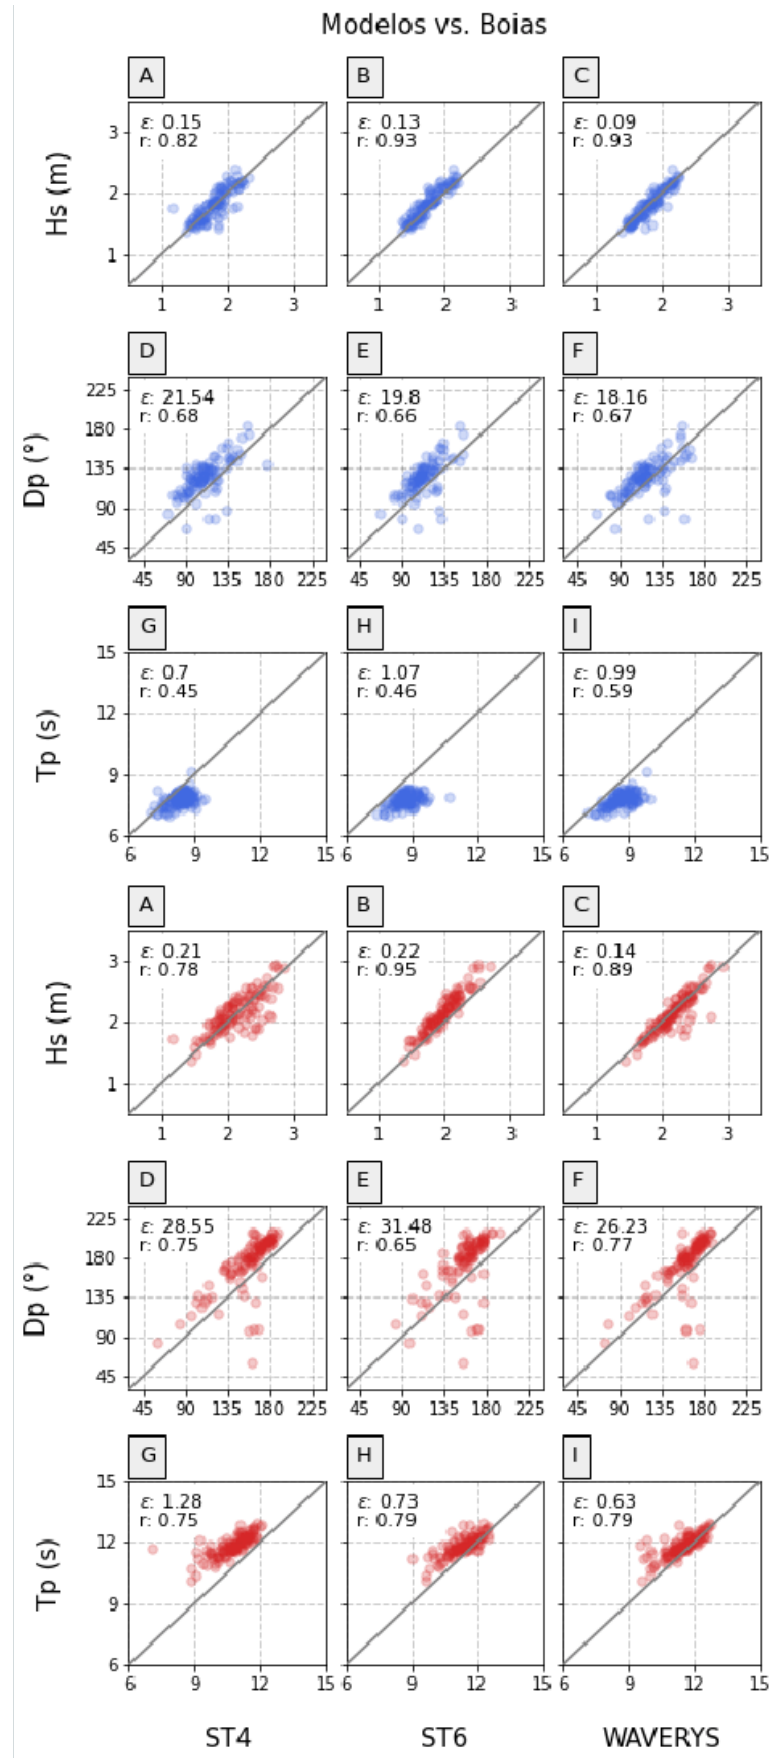 Modelos vs. Boias
A B C
ε: 0.15 ε: 0.13 ε: 0.09
r: 0.82 r: 0.93 r: 0.93
Hs (m)
3
2
1
1 2 3 1 2 3 1 2 3
D E F
ε: 21.54 ε: 19.8 ε: 18.16
r: 0.68 r: 0.66 r: 0.67
Dp (°)
225
180
135
90
45
45 90 135 180 225 45 90 135 180 225 45 90 135 180 225
G H I
ε: 0.7 ε: 1.07 ε: 0.99
r: 0.45 r: 0.46 r: 0.59
Tp (s)
15
12
9
6
6 9 12 15 6 9 12 15 6 9 12 15
A B C
ε: 0.21 ε: 0.22 ε: 0.14
r: 0.78 r: 0.95 r: 0.89
Hs (m)
3
2
1
1 2 3 1 2 3 1 2 3
D E F
ε: 28.55 ε: 31.48 ε: 26.23
r: 0.75 r: 0.65 r: 0.77
Dp (°)
225
180
135
90
45
45 90 135 180 225 45 90 135 180 225 45 90 135 180 225
G H I
ε: 1.28 ε: 0.73 ε: 0.63
r: 0.75 r: 0.79 r: 0.79
Tp (s)
15
12
9
6
6 9 12 15 6 9 12 15 6 9 12 15
ST4 ST6 WAVERYS